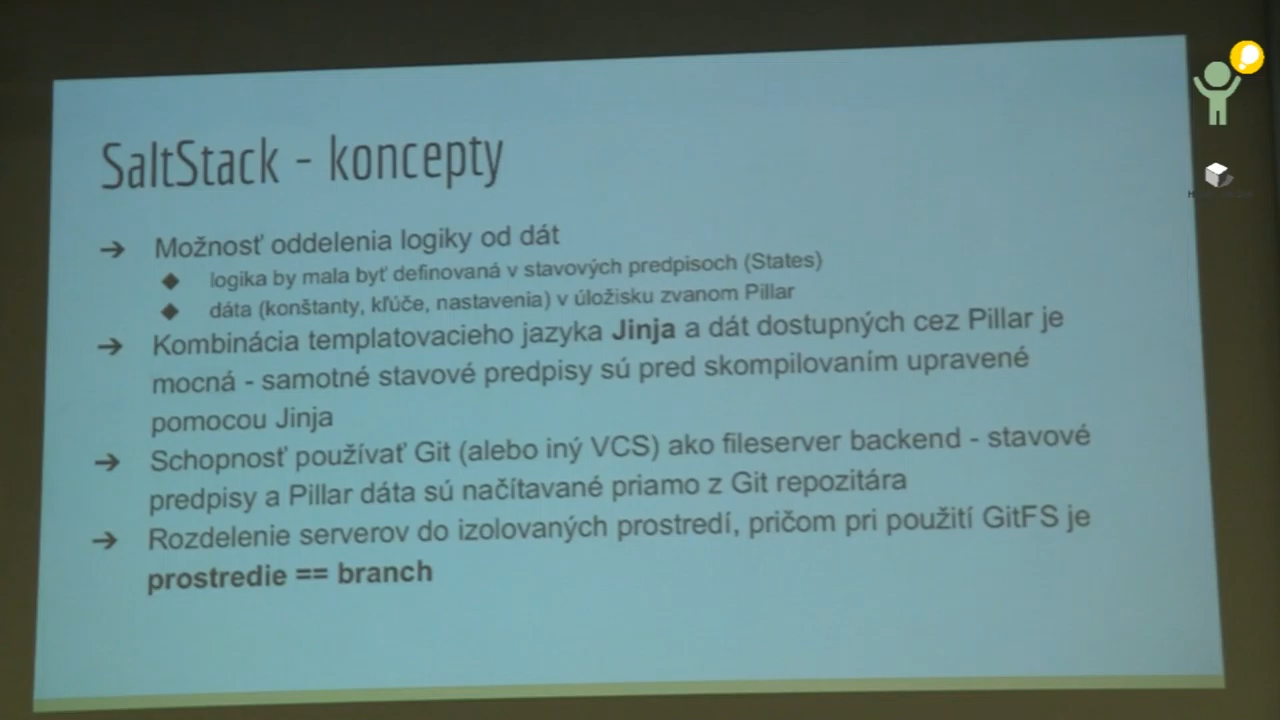 SaltStack - koncepty
➔ Možnosť oddelenia logiky od dát
◆ logika by mala byť definovaná v stavových predpisoch (States)
◆ dáta (konštanty, kľúče, nastavenia) v úložisku zvanom Pillar
➔ Kombinácia templatovacieho jazyka Jinja a dát dostupných cez Pillar je
mocná - samotné stavové predpisy sú pred skompilovaním upravené
pomocou Jinja
➔ Schopnosť používať Git (alebo iný VCS) ako fileserver backend - stavové
predpisy a Pillar dáta sú načítavané priamo z Git repozitára
➔ Rozdelenie serverov do izolovaných prostredí, pričom pri použití GitFS je
prostredie == branch